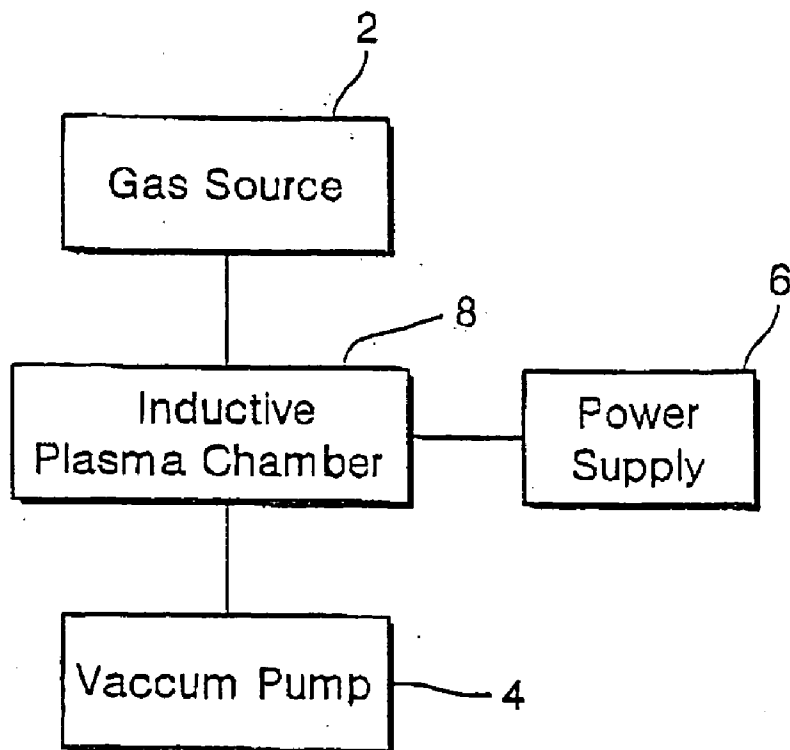 2
Gas Source
8
6
Inductive
Plasma Chamber
Power
Supply
Vaccum Pump
4